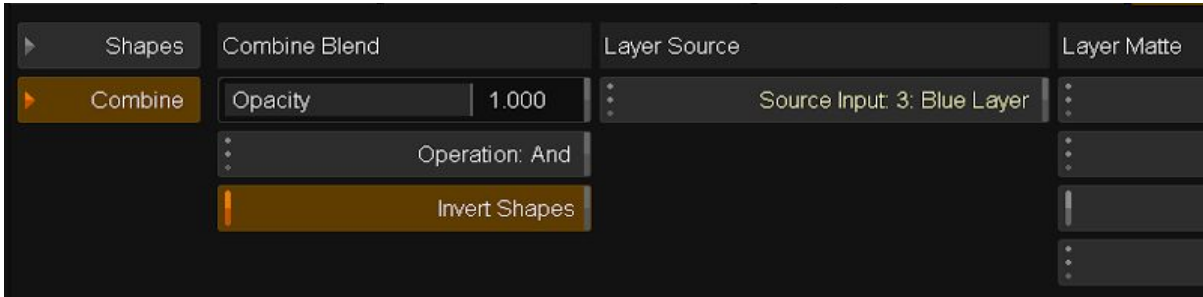 Shapes
Combine Blend
Layer Source
Layer Matte
Combine
Opacity 1.000
Source Input: 3: Blue Layer
Operation: And
Invert Shapes